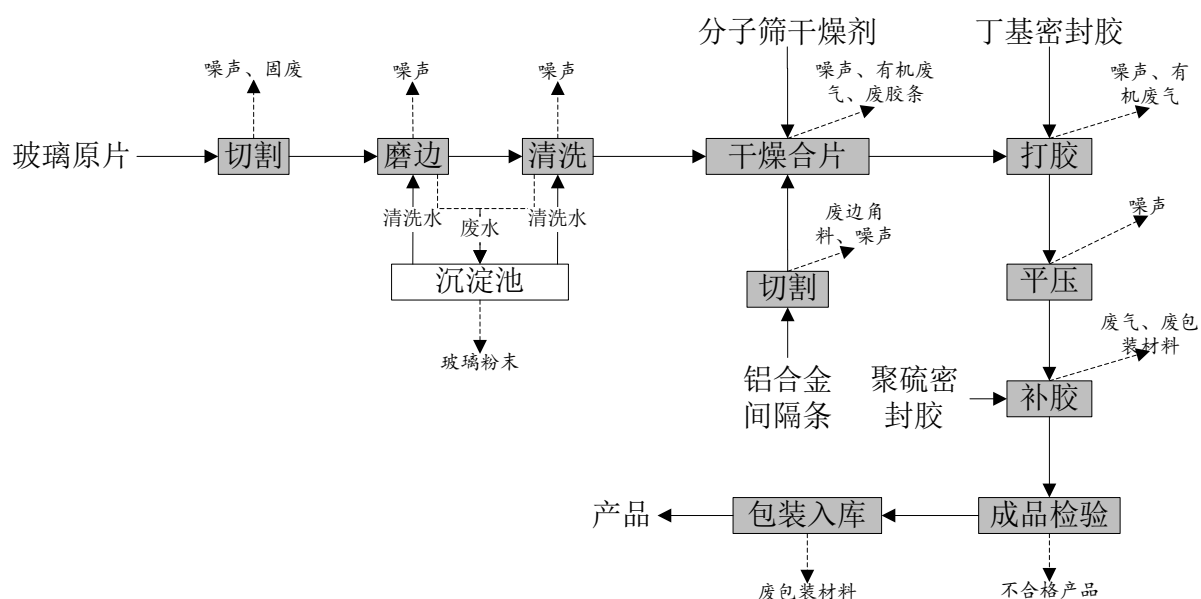 分子筛干燥剂
丁基密封胶
噪声、固废
噪声
噪声
噪声、有机废
气、废胶条
噪声、有
机废气
玻璃原片
切割
磨边
清洗
干燥合片
打胶
清洗水
废水
清洗水
废边角
料、噪声
噪声
沉淀池
切割
平压
玻璃粉末
废气、废包
装材料
铝合金
间隔条
聚硫密
封胶
补胶
产品
包装入库
成品检验
废包装材料
不合格产品